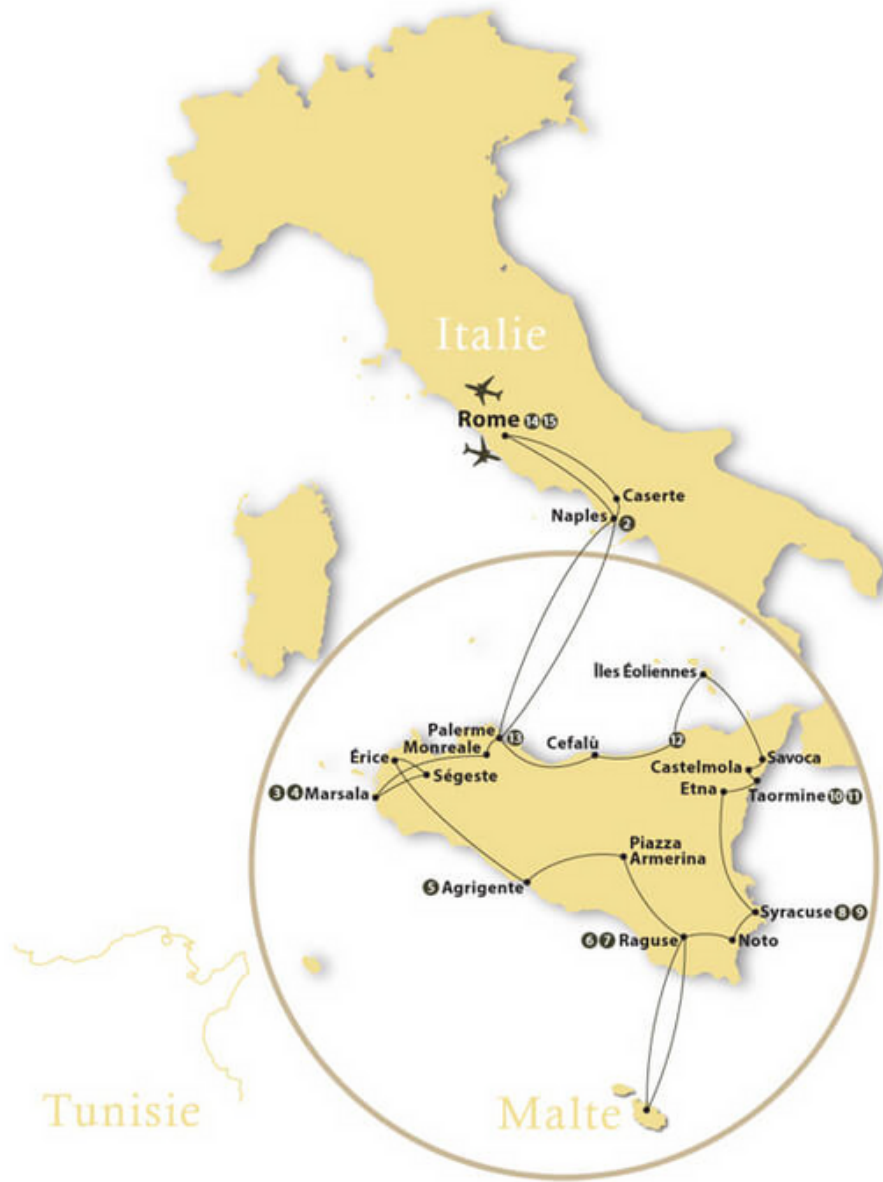 Italie
Rome 14 15
Caserte
Naples 2
Îles Éoliennes
Palerme 13
Monreale
Cefalù
12
Érice
Ségeste
Savoca
Castelmola
Etna
Taormine 10 11
3 4 Marsala
Piazza
Armerina
5 Agrigente
Syracuse 8 9
6 7 Raguse
Noto
Tunisie
Malte